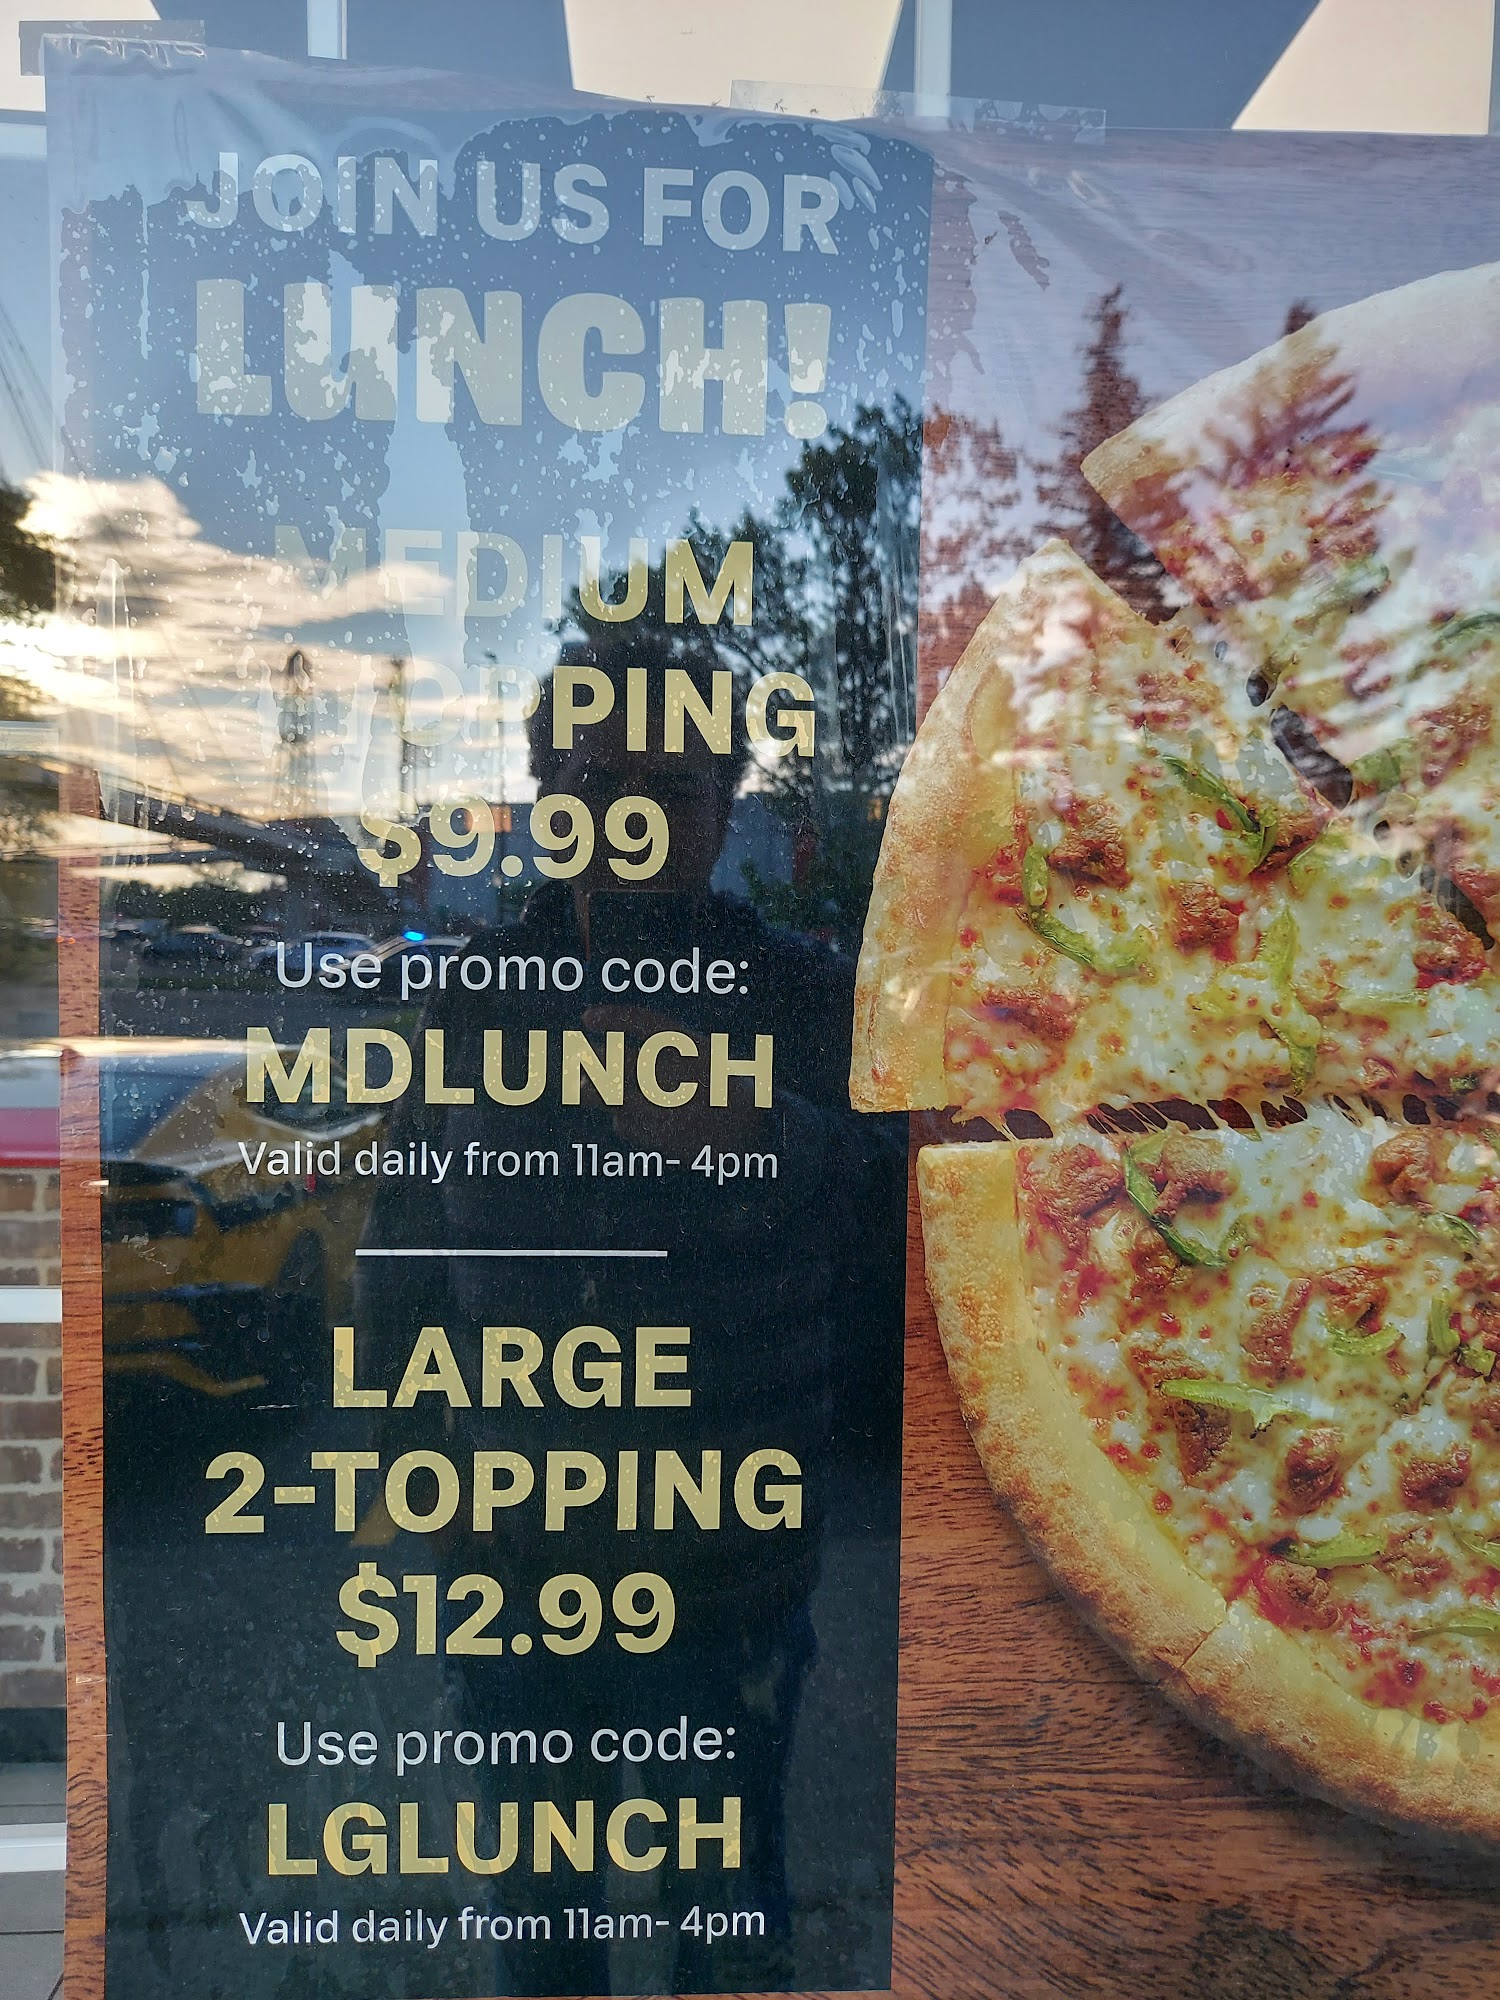 JOIN US FOR
LUNCH!
MEDIUM
TOPPING
$9.99
Use promo code:
MDLUNCH
Valid daily from 11am- 4pm
LARGE
2-TOPPING
$12.99
Use promo code:
LGLUNCH
Valid daily from 11am- 4pm